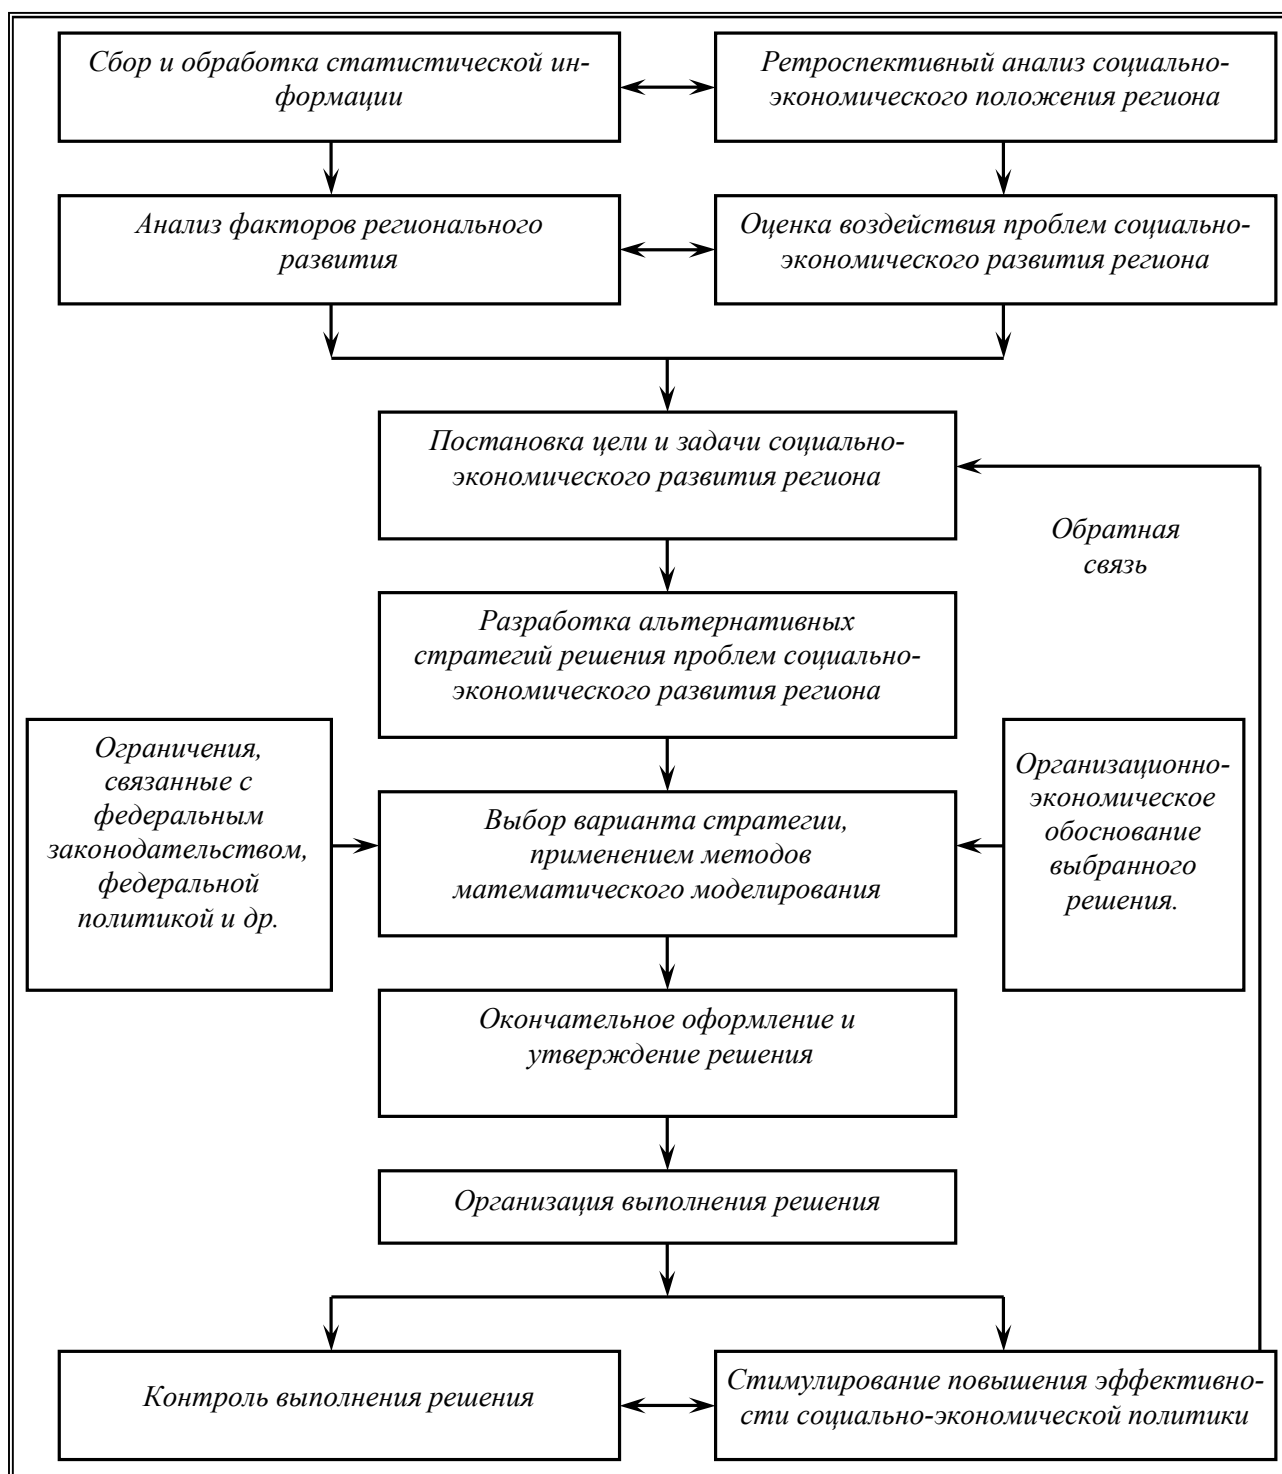 Сбор и обработка статистической ин-
формации
Ретроспективный анализ социально-
экономического положения региона
Анализ факторов регионального
развития
Оценка воздействия проблем социально-
экономического развития региона
Постановка цели и задачи социально-
экономического развития региона
Обратная
связь
Разработка альтернативных
стратегий решения проблем социально-
экономического развития региона
Ограничения,
связанные с
федеральным
законодательством,
федеральной
политикой и др.
Выбор варианта стратегии,
применением методов
математического моделирования
Организационно-
экономическое
обоснование
выбранного
решения.
Окончательное оформление и
утверждение решения
Организация выполнения решения
Контроль выполнения решения
Стимулирование повышения эффективно-
сти социально-экономической политики